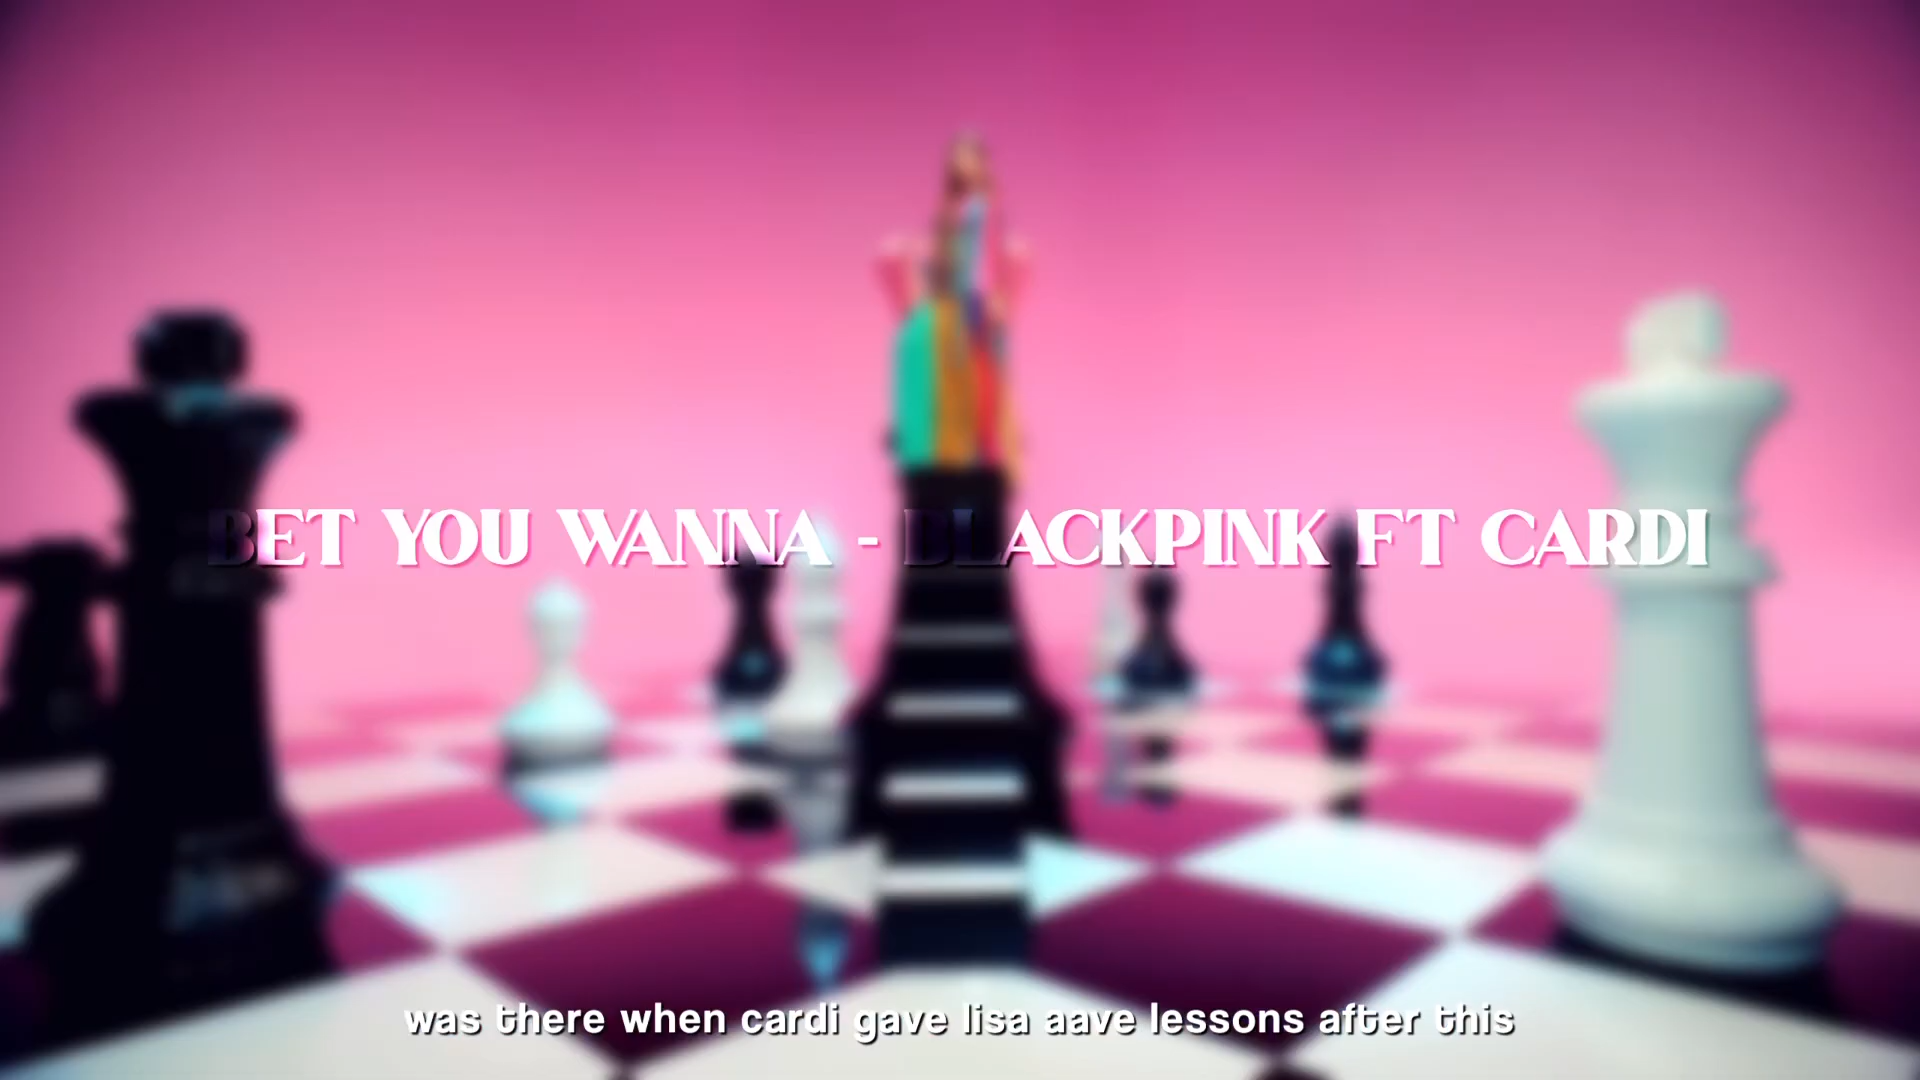 BET YOU WANNA - BLACKPINK FT CARDI
was there when cardi gave lisa aave lessons after this